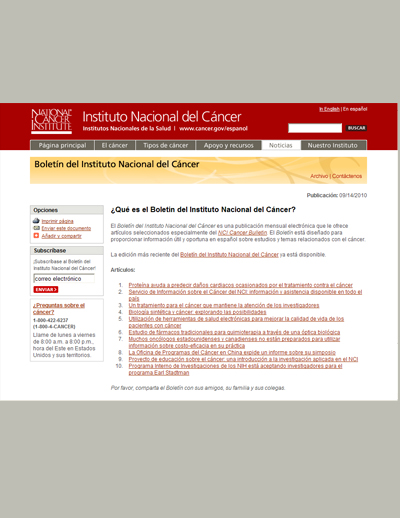 NATIONAL
CANCER
INSTITUTE
Instituto Nacional del Cáncer
Institutos Nacionales de la Salud | www.cancer.gov/espanol
In English | En español
BUSCAR
Página principal
El cáncer
Tipos de cáncer
Apoyo y recursos
Noticias
Nuestro Instituto
Boletín del Instituto Nacional del Cáncer
Archivo | Contáctenos
Publicación: 09/14/2010
Opciones
Imprimir página
Enviar este documento
Añadir y compartir
Subscríbase
¡Subscríbase al Boletín del
Instituto Nacional del Cáncer!
correo electrónico
ENVIAR
¿Preguntas sobre el
cáncer?
1-800-422-6237
(1-800-4-CANCER)
Llame de lunes a viernes
de 8:00 a.m. a 8:00 p.m.,
hora del Este en Estados
Unidos y sus territorios.
¿Qué es el Boletín del Instituto Nacional del Cáncer?
El Boletín del Instituto Nacional del Cáncer es una publicación mensual electrónica que le ofrece
artículos seleccionados especialmente del NCI Cancer Bulletin. El Boletín está diseñado para
proporcionar información útil y oportuna en español sobre estudios y temas relacionados con el cáncer.
La edición más reciente del Boletín del Instituto Nacional del Cáncer ya está disponible.
Artículos:
1. Proteína ayuda a predecir daños cardíacos ocasionados por el tratamiento contra el cáncer
2. Servicio de Información sobre el Cáncer del NCI: información y asistencia disponible en todo el
país
3. Un tratamiento para el cáncer que mantiene la atención de los investigadores
4. Biología sintética y cáncer: explorando las posibilidades
5. Utilización de herramientas de salud electrónicas para mejorar la calidad de vida de los
pacientes con cáncer
6. Estudio de fármacos tradicionales para quimioterapia a través de una óptica biológica
7. Muchos oncólogos estadounidenses y canadienses no están preparados para utilizar
información sobre costo-eficacia en su práctica
8. La Oficina de Programas del Cáncer en China expide un informe sobre su simposio
9. Proyecto de educación sobre el cáncer: una introducción a la investigación aplicada en el NCI
10. Programa Interno de Investigaciones de los NIH está aceptando investigadores para el
programa Earl Stadtman
Por favor, comparta el Boletín con sus amigos, su familia y sus colegas.